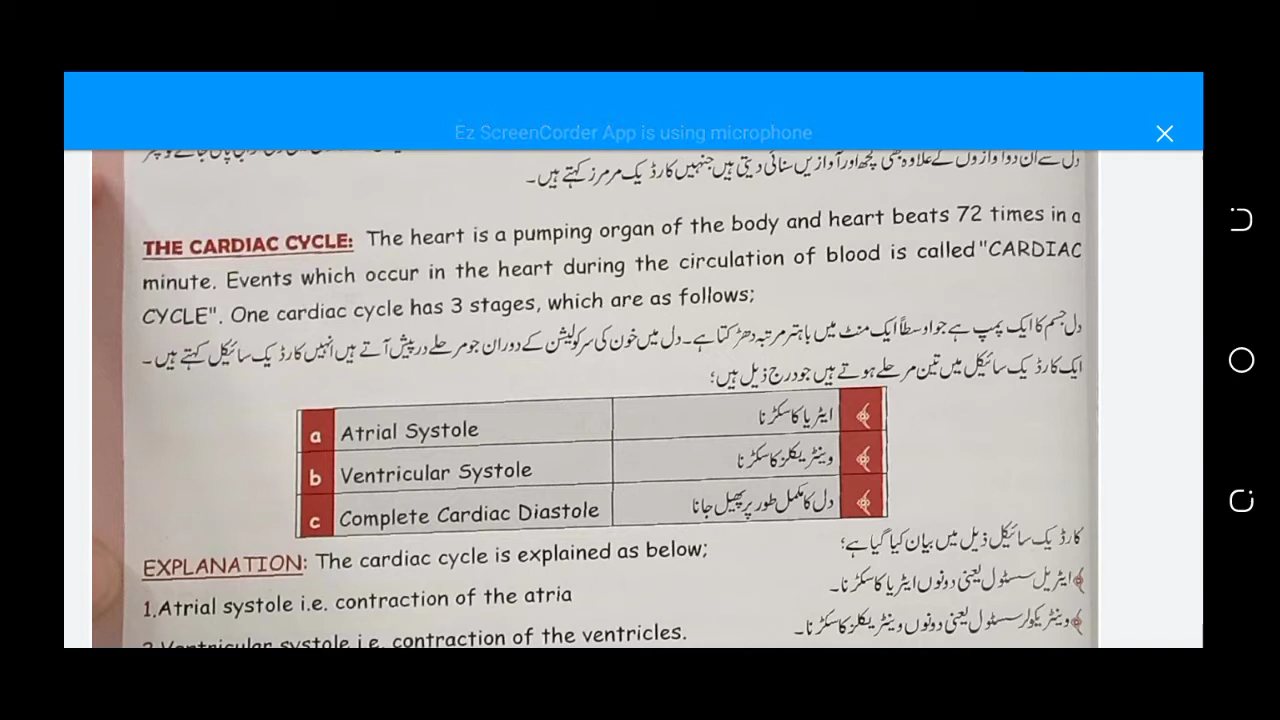 Ez ScreenCorder App is using microphone
دل سے ان دو آوازوں کے علاوہ بھی کچھ اور آوازیں سنائی دیتی ہیں جنہیں کارڈیک مرمرز کہتے ہیں۔
THE CARDIAC CYCLE: The heart is a pumping organ of the body and heart beats 72 times in a
minute. Events which occur in the heart during the circulation of blood is called "CARDIAC
CYCLE". One cardiac cycle has 3 stages, which are as follows;
دل جسم کا ایک پمپ ہے جو اوسطاً ایک منٹ میں بہتر مرتبہ دھڑکتا ہے۔ دل میں خون کی سرکولیشن کے دوران جو مرحلے درپیش آتے ہیں انہیں کارڈیک سائیکل کہتے ہیں۔
ایک کارڈیک سائیکل میں تین مرحلے ہوتے ہیں جو درج ذیل ہیں؛
a Atrial Systole ایٹریا کا سکڑنا
b Ventricular Systole وینٹریکلز کا سکڑنا
c Complete Cardiac Diastole دل کا مکمل طور پر پھیل جانا
EXPLANATION: The cardiac cycle is explained as below; کارڈیک سائیکل ذیل میں بیان کیا گیا ہے؛
1.Atrial systole i.e. contraction of the atria ایٹریل سسٹول یعنی دونوں ایٹریا کا سکڑنا۔
2.Ventricular systole i.e. contraction of the ventricles. وینٹریکولر سسٹول یعنی دونوں وینٹریکلز کا سکڑنا۔